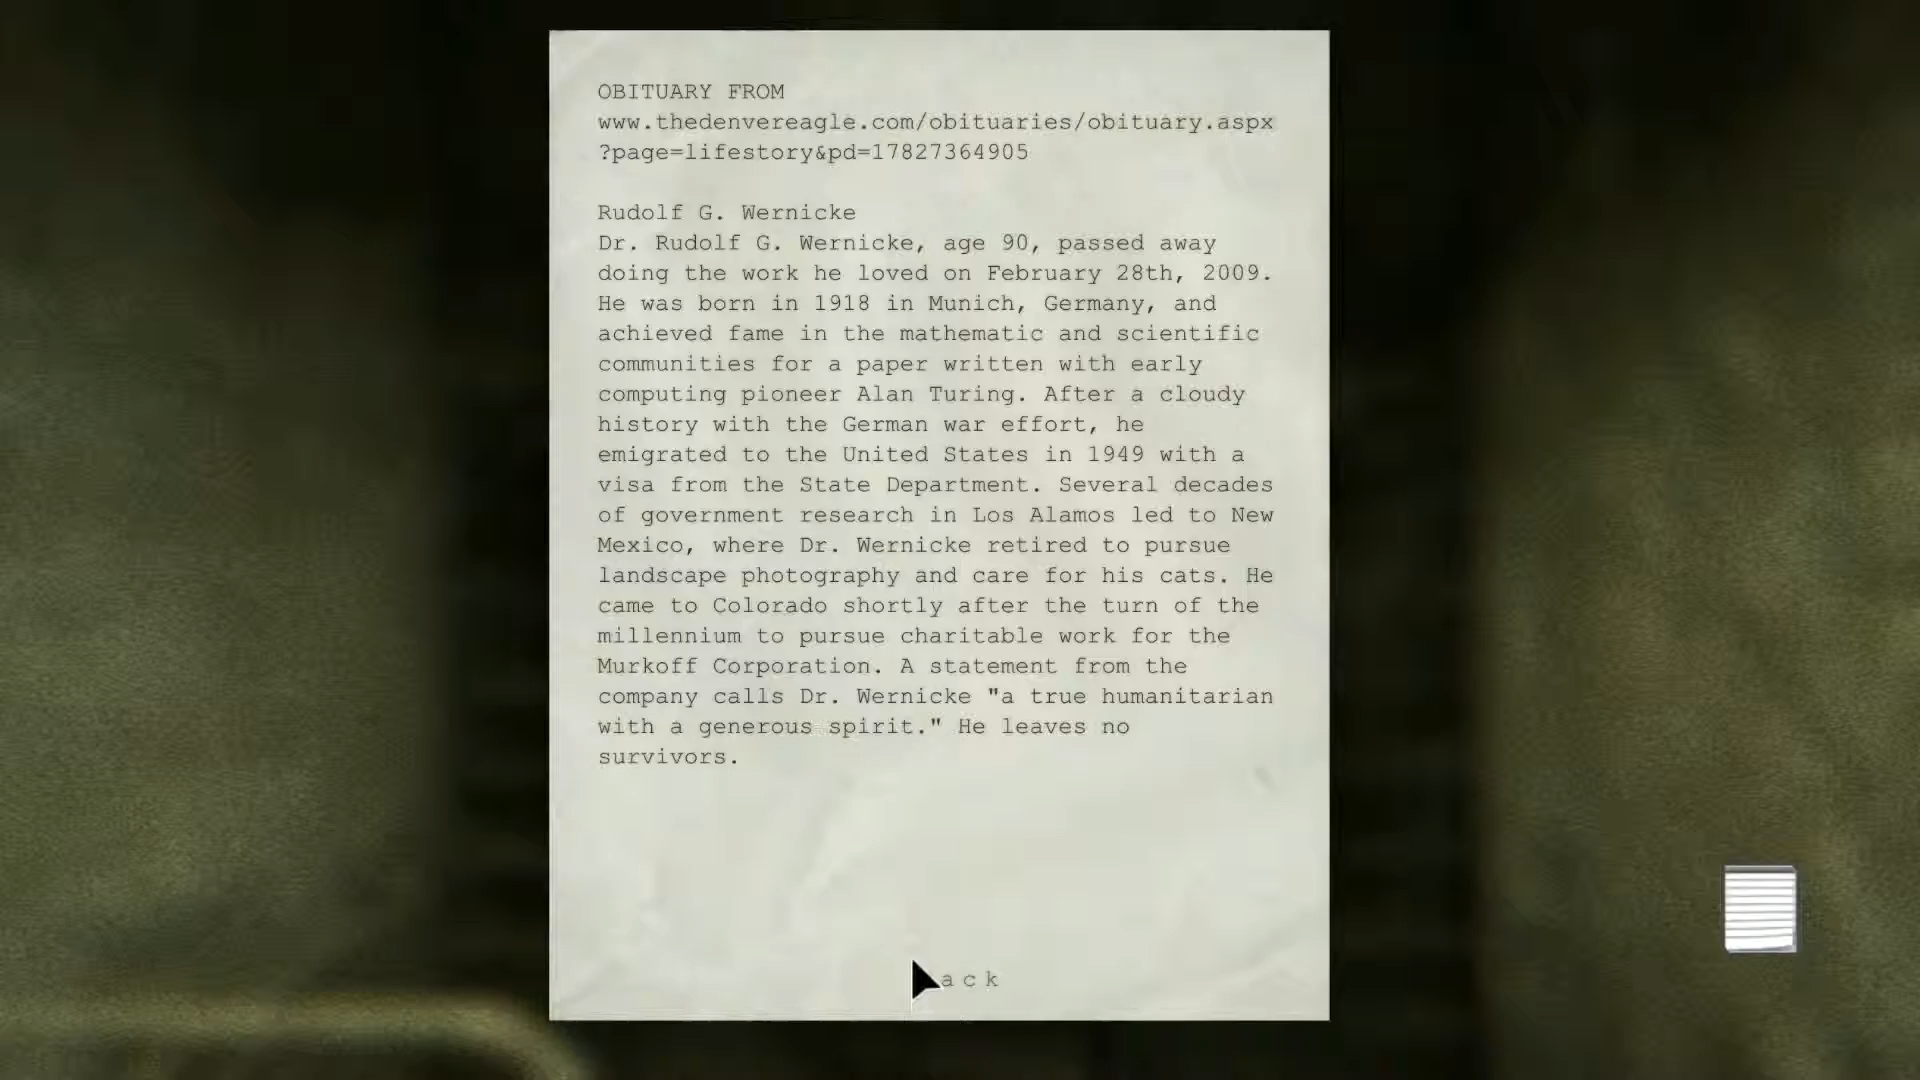 OBITUARY FROM
www.thedenvereagle.com/obituaries/obituary.aspx
?page=lifestory&pd=17827364905
Rudolf G. Wernicke
Dr. Rudolf G. Wernicke, age 90, passed away
doing the work he loved on February 28th, 2009.
He was born in 1918 in Munich, Germany, and
achieved fame in the mathematic and scientific
communities for a paper written with early
computing pioneer Alan Turing. After a cloudy
history with the German war effort, he
emigrated to the United States in 1949 with a
visa from the State Department. Several decades
of government research in Los Alamos led to New
Mexico, where Dr. Wernicke retired to pursue
landscape photography and care for his cats. He
came to Colorado shortly after the turn of the
millennium to pursue charitable work for the
Murkoff Corporation. A statement from the
company calls Dr. Wernicke "a true humanitarian
with a generous spirit." He leaves no
survivors.
ack